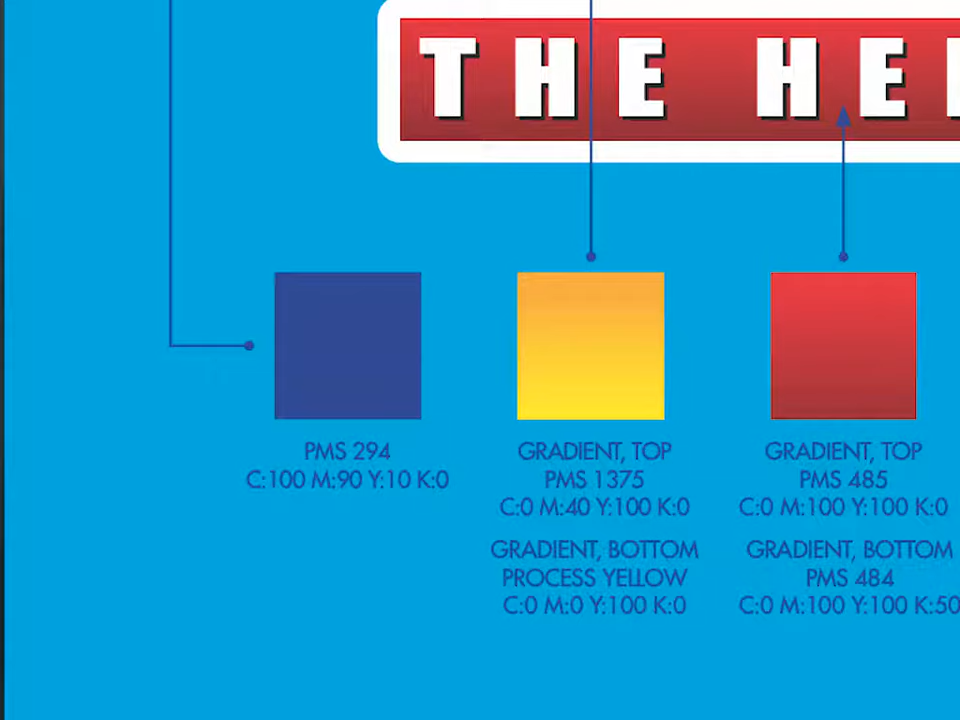 THE HE
PMS 294
C:100 M:90 Y:10 K:0
GRADIENT, TOP
PMS 1375
C:0 M:40 Y:100 K:0
GRADIENT, BOTTOM
PROCESS YELLOW
C:0 M:0 Y:100 K:0
GRADIENT, TOP
PMS 485
C:0 M:100 Y:100 K:0
GRADIENT, BOTTOM
PMS 484
C:0 M:100 Y:100 K:50